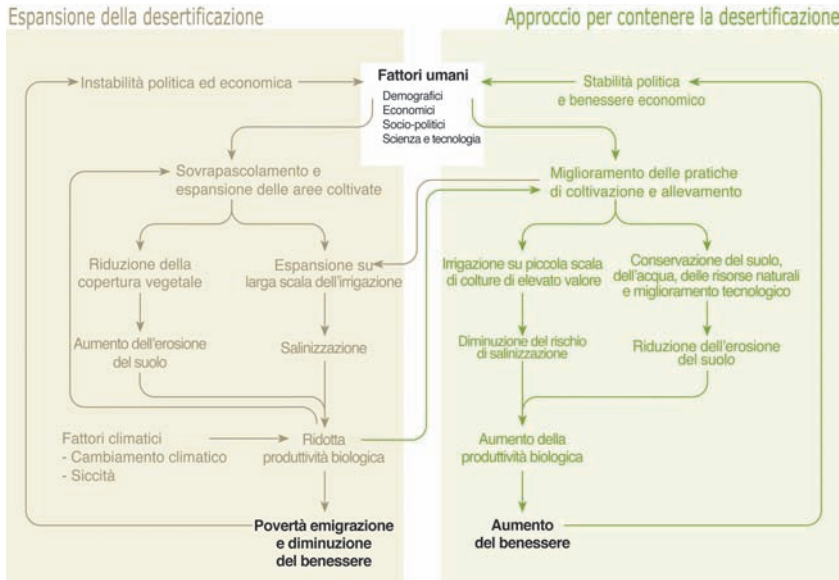 Espansione della desertificazione
Approccio per contenere la desertificazione
Instabilità politica ed economica
Fattori umani
Demografici
Economici
Socio-politici
Scienza e tecnologia
Stabilità politica
e benessere economico
Sovrapascolamento e
espansione delle aree coltivate
Miglioramento delle pratiche
di coltivazione e allevamento
Riduzione della
copertura vegetale
Espansione su
larga scala dell'irrigazione
Irrigazione su piccola scala
di colture di elevato valore
Conservazione del suolo,
dell'acqua, delle risorse naturali
e miglioramento tecnologico
Aumento dell'erosione
del suolo
Salinizzazione
Diminuzione del rischio
di salinizzazione
Riduzione dell'erosione
del suolo
Fattori climatici
- Cambiamento climatico
- Siccità
Ridotta
produttività biologica
Aumento della
produttività biologica
Povertà emigrazione
e diminuzione
del benessere
Aumento
del benessere